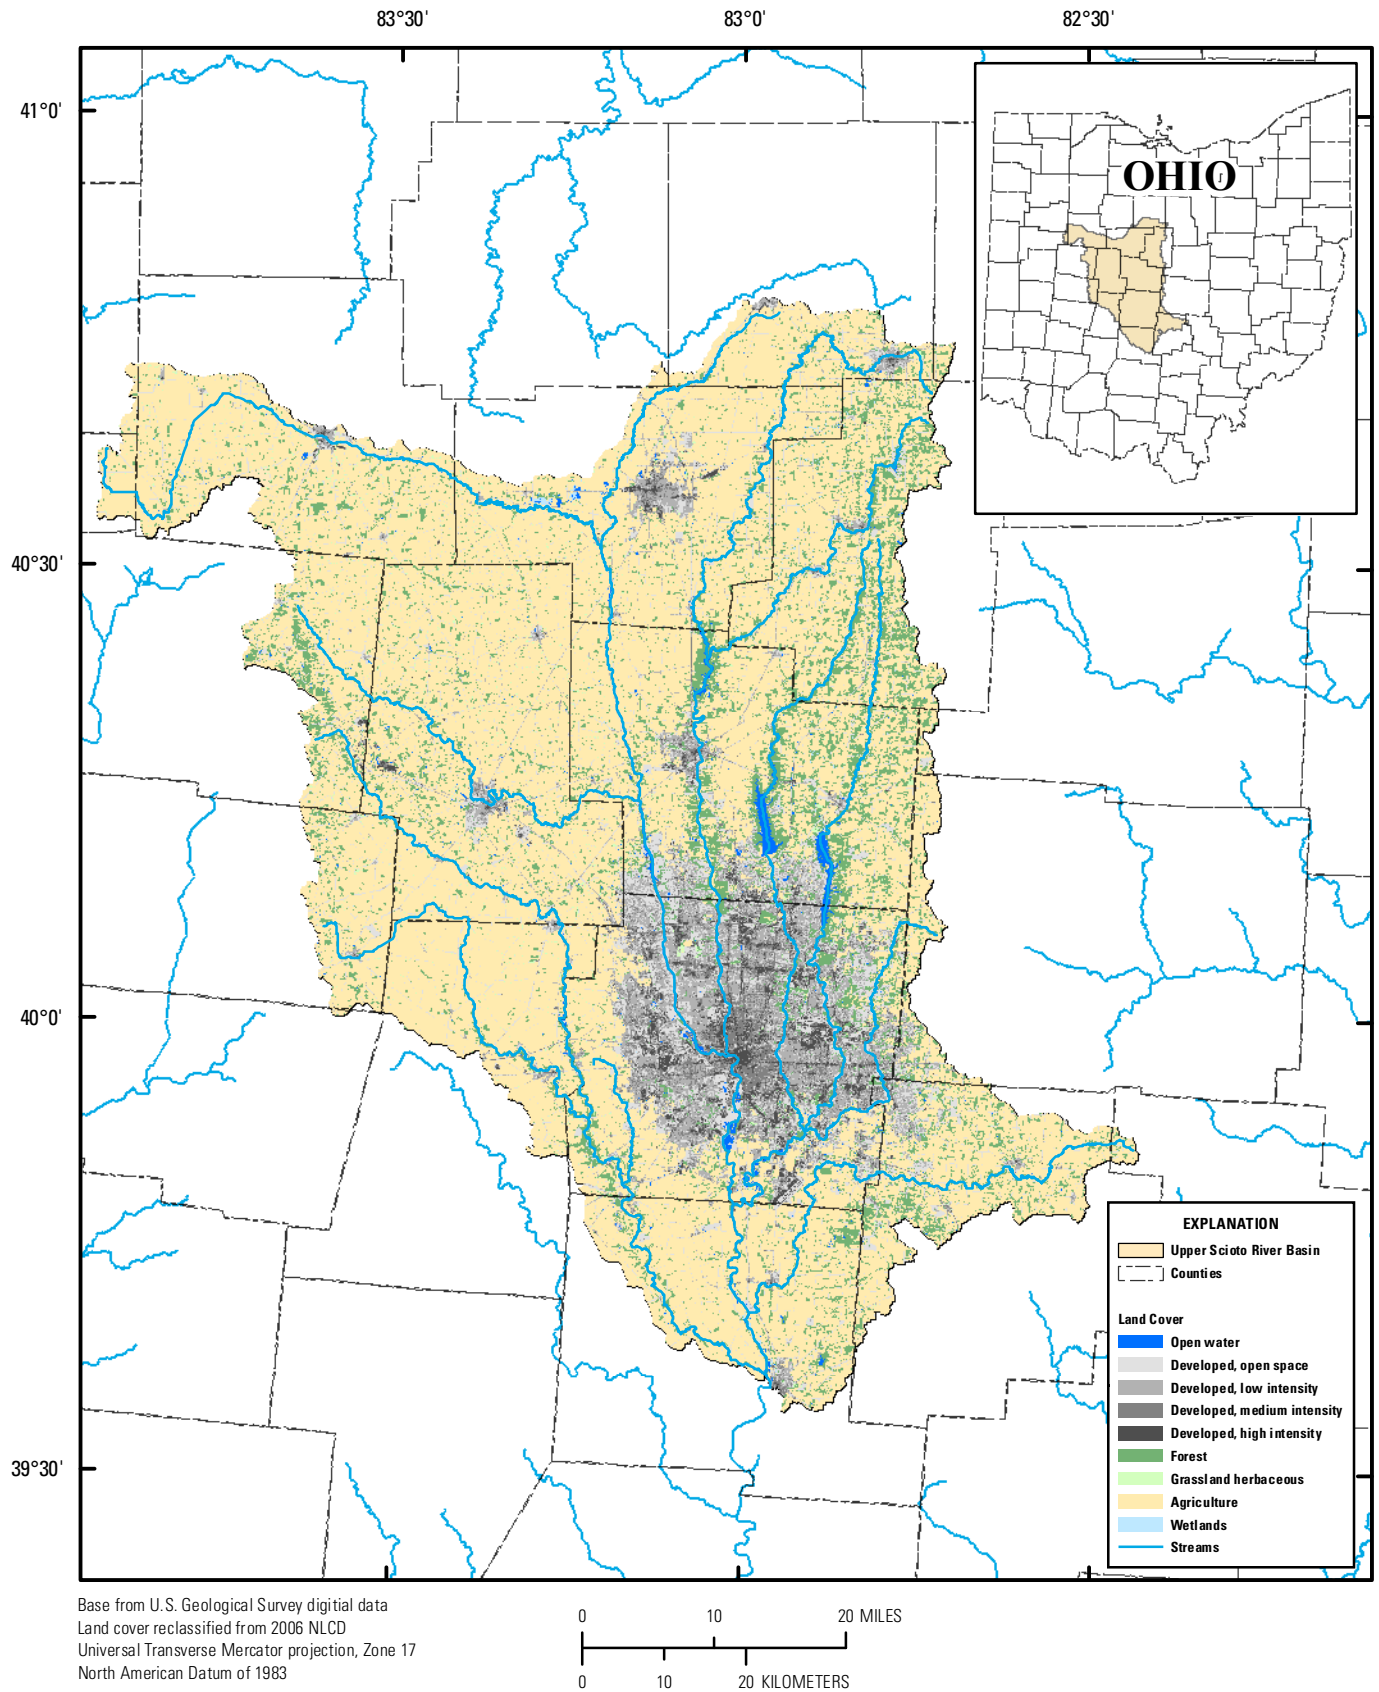 83°30' 83°0' 82°30'
41°0'
OHIO
40°30'
40°0'
39°30'
EXPLANATION
Upper Scioto River Basin
Counties
Land Cover
Open water
Developed, open space
Developed, low intensity
Developed, medium intensity
Developed, high intensity
Forest
Grassland herbaceous
Agriculture
Wetlands
Streams
Base from U.S. Geological Survey digitial data
Land cover reclassified from 2006 NLCD
Universal Transverse Mercator projection, Zone 17
North American Datum of 1983
0 10 20 MILES
0 10 20 KILOMETERS